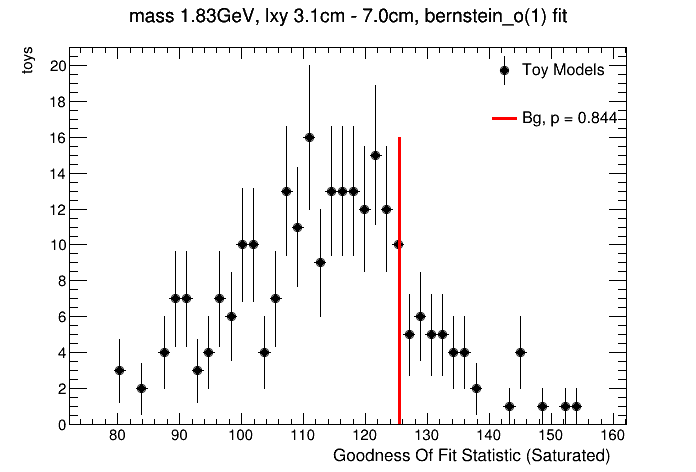 mass 1.83GeV, lxy 3.1cm - 7.0cm, bernstein_o(1) fit
toys
Toy Models
Bg, p = 0.844
20
18
16
14
12
10
8
6
4
2
0
80 90 100 110 120 130 140 150 160
Goodness Of Fit Statistic (Saturated)